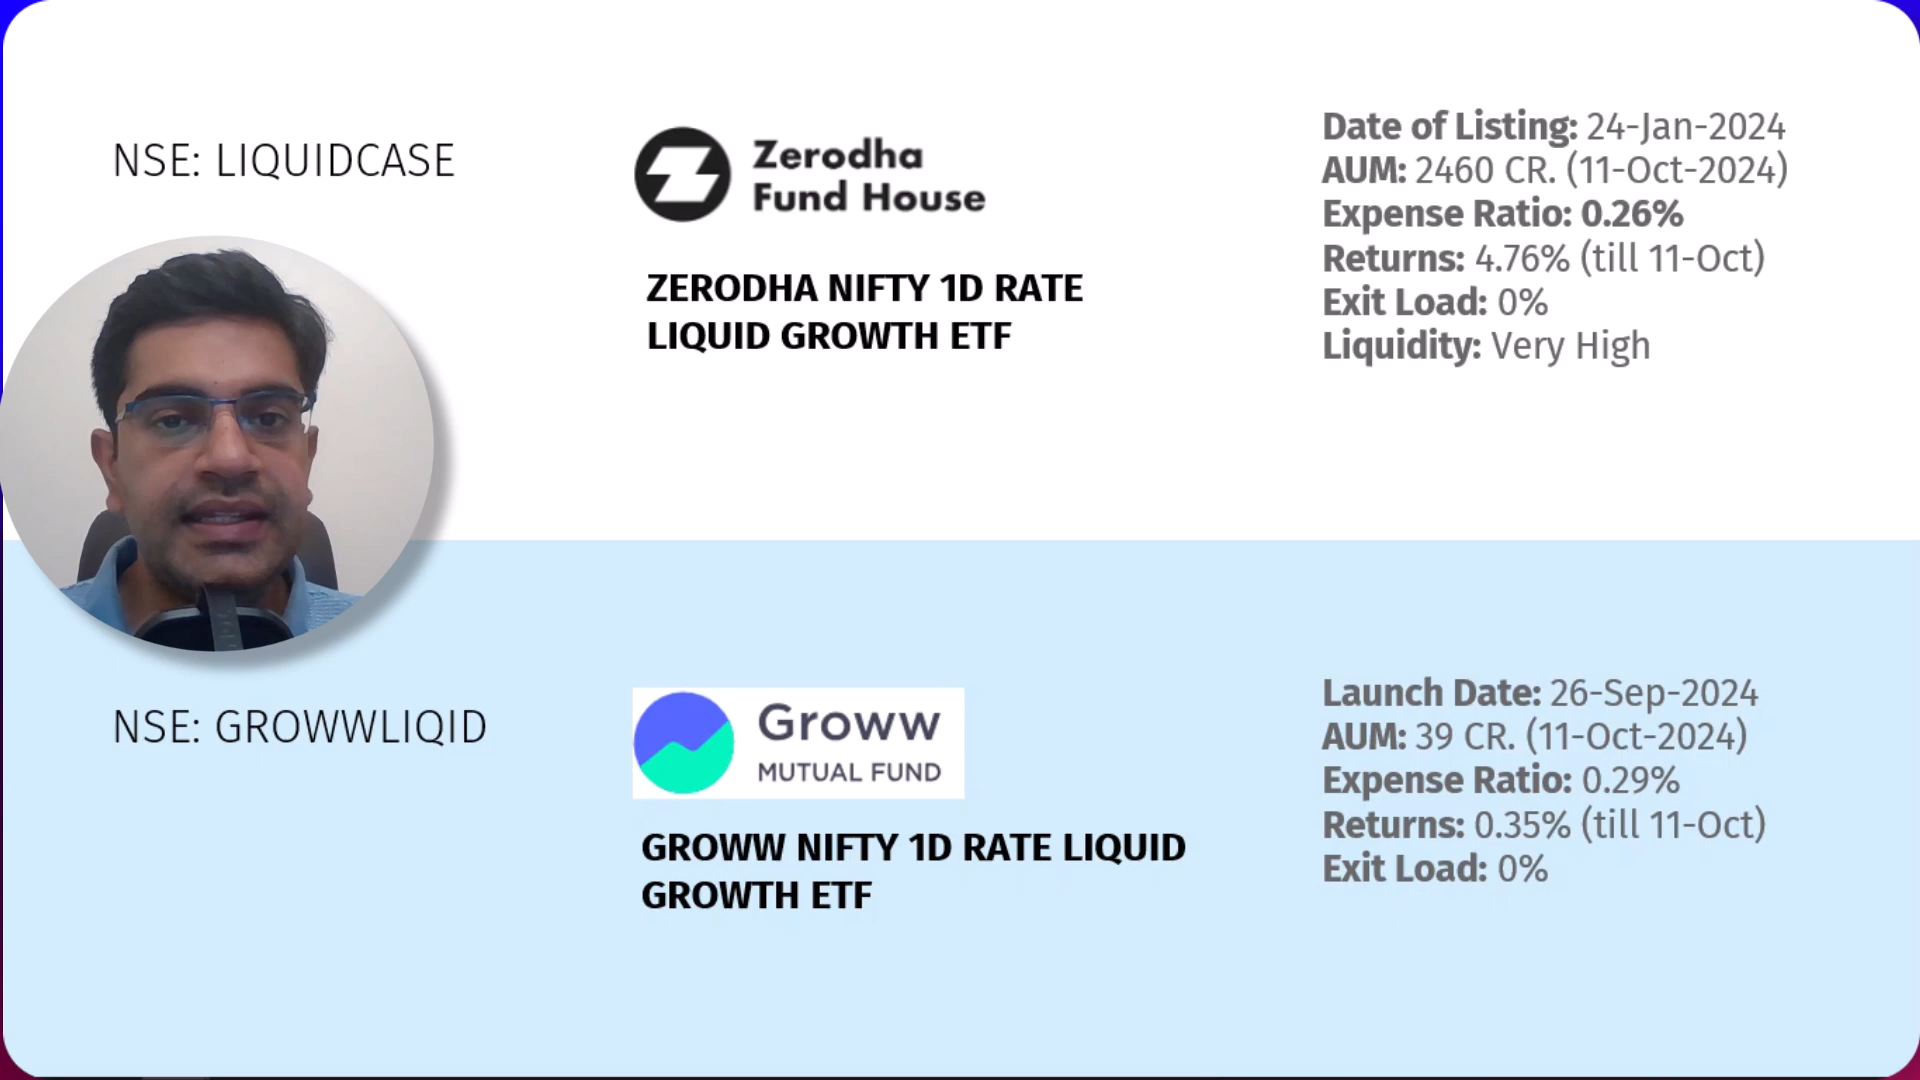 NSE: LIQUIDCASE
Zerodha
Fund House
ZERODHA NIFTY 1D RATE
LIQUID GROWTH ETF
Date of Listing: 24-Jan-2024
AUM: 2460 CR. (11-Oct-2024)
Expense Ratio: 0.26%
Returns: 4.76% (till 11-Oct)
Exit Load: 0%
Liquidity: Very High
NSE: GROWWLIQID
Groww
MUTUAL FUND
GROWW NIFTY 1D RATE LIQUID
GROWTH ETF
Launch Date: 26-Sep-2024
AUM: 39 CR. (11-Oct-2024)
Expense Ratio: 0.29%
Returns: 0.35% (till 11-Oct)
Exit Load: 0%